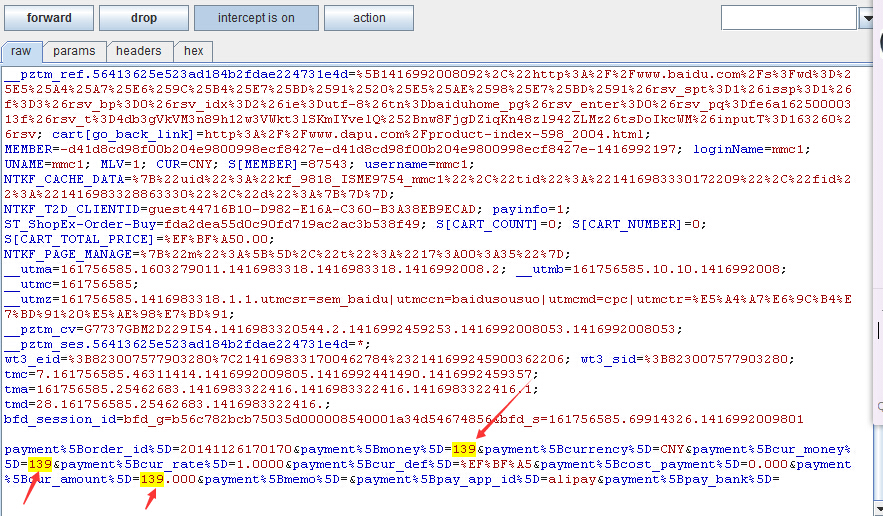 forward drop intercept is on action
raw params headers hex
__pztm_ref.56413625e523ad184b2fdae224731e4d=%5B1416992008092%2C%22http%3A%2F%2Fwww.baidu.com%2Fs%3Fwd%3D%2
5E5%25A4%25A7%25E6%259C%25B4%25E7%25BD%2591%2520%25E5%25AE%2598%25E7%25BD%2591%26rsv_spt%3D1%26issp%3D1%26
f%3D3%26rsv_bp%3D0%26rsv_idx%3D2%26ie%3Dutf-8%26tn%3Dbaiduhome_pg%26rsv_enter%3D0%26rsv_pq%3Dfe6a162500003
13f%26rsv_t%3D4db3gVkVM3n89h12w3VWkt3lSKmIYvelQ%252Bnw8FjgDZiqKn48zl942ZLMz26tsDoIkcWM%26inputT%3D163260%2
6rsv; cart[go_back_link]=http%3A%2F%2Fwww.dapu.com%2Fproduct-index-598_2004.html;
MEMBER=-d41d8cd98f00b204e9800998ecf8427e-d41d8cd98f00b204e9800998ecf8427e-1416992197; loginName=mmc1;
UNAME=mmc1; MLV=1; CUR=CNY; S[MEMBER]=87543; username=mmc1;
NTKF_CACHE_DATA=%7B%22uid%22%3A%22kf_9818_ISME9754_mmc1%22%2C%22tid%22%3A%221416983330172209%22%2C%22fid%2
2%3A%221416983328863330%22%2C%22d%22%3A%7B%7D%7D;
NTKF_T2D_CLIENTID=guest44716B10-D982-E16A-C360-B3A38EB9ECAD; payinfo=1;
ST_ShopEx-Order-Buy=fda2dea55d0c90fd719ac2ac3b538f49; S[CART_COUNT]=0; S[CART_NUMBER]=0;
S[CART_TOTAL_PRICE]=%EF%BF%A50.00;
NTKF_PAGE_MANAGE=%7B%22m%22%3A%5B%5D%2C%22t%22%3A%2217%3A00%3A35%22%7D;
__utma=161756585.1603279011.1416983318.1416983318.1416992008.2; __utmb=161756585.10.10.1416992008;
__utmc=161756585;
__utmz=161756585.1416983318.1.1.utmcsr=sem_baidu|utmccn=baidusousuo|utmcmd=cpc|utmctr=%E5%A4%A7%E6%9C%B4%E
7%BD%91%20%E5%AE%98%E7%BD%91;
__pztm_cv=G7737GBM2D229I54.1416983320544.2.1416992459253.1416992008053.1416992008053;
__pztm_ses.56413625e523ad184b2fdae224731e4d=*;
wt3_eid=%3B823007577903280%7C2141698331700462784%2321416992459003​62206; wt3_sid=%3B823007577903280;
tmc=7.161756585.46311414.1416992009805.1416992441490.1416992459357;
tma=161756585.25462683.1416983322416.1416983322416.1416983322416.1;
tmd=28.161756585.25462683.1416983322416.;
bfd_session_id=bfd_g=b56c782bcb75035d000008540001a34d54674856&bfd_s=161756585.69914326.1416992009801
payment%5Border_id%5D=20141126170170&payment%5Bmoney%5D=139&payment%5Bcurrency%5D=CNY&payment%5Bcur_money%
5D=139&payment%5Bcur_rate%5D=1.0000&payment%5Bcur_def%5D=%EF%BF%A5&payment%5Bcost_payment%5D=0.000&payment
%5Bcur_amount%5D=139.000&payment%5Bmemo%5D=&payment%5Bpay_app_id%5D=alipay&payment%5Bpay_bank%5D=